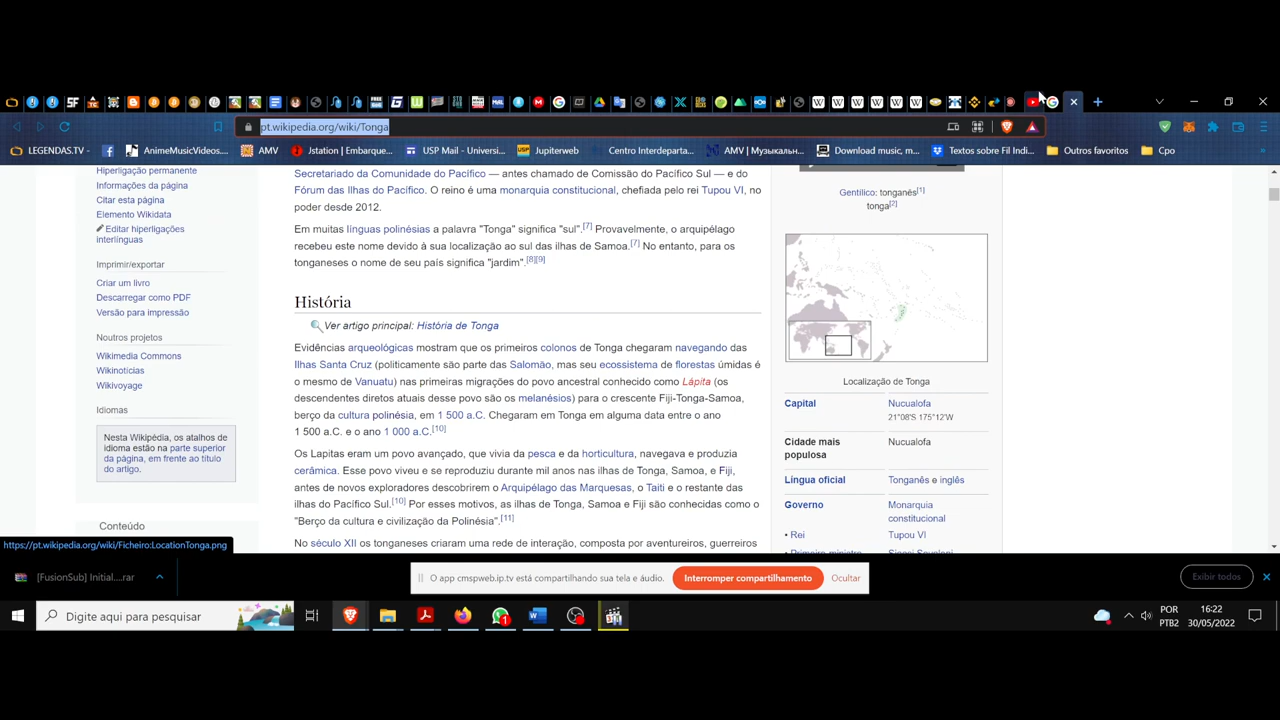 pt.wikipedia.org/wiki/Tonga
LEGENDAS.TV
AnimeMusicVideos...
AMV
Jstation | Embarque...
USP Mail - Universi...
Jupiterweb
Centro Interdeparta...
AMV | Музыкальн...
Download music, m...
Textos sobre Fil Indi...
Outros favoritos
Cpo
Hiperligação permanente
Informações da página
Citar esta página
Elemento Wikidata
Editar hiperligações
interlínguas
Imprimir/exportar
Criar um livro
Descarregar como PDF
Versão para impressão
Noutros projetos
Wikimedia Commons
Wikinotícias
Wikivoyage
Idiomas
Nesta Wikipédia, os atalhos de
idioma estão na parte superior
da página, em frente ao título
do artigo.
Conteúdo
https://pt.wikipedia.org/wiki/Ficheiro:LocationTonga.png
Secretariado da Comunidade do Pacífico — antes chamado de Comissão do Pacífico Sul — e do
Fórum das Ilhas do Pacífico. O reino é uma monarquia constitucional, chefiada pelo rei Tupou VI, no
poder desde 2012.
Em muitas línguas polinésias a palavra "Tonga" significa "sul".[7] Provavelmente, o arquipélago
recebeu este nome devido à sua localização ao sul das ilhas de Samoa.[7] No entanto, para os
tonganeses o nome de seu país significa "jardim".[8][9]
História
Ver artigo principal: História de Tonga
Evidências arqueológicas mostram que os primeiros colonos de Tonga chegaram navegando das
Ilhas Santa Cruz (politicamente são parte das Salomão, mas seu ecossistema de florestas úmidas é
o mesmo de Vanuatu) nas primeiras migrações do povo ancestral conhecido como Lápita (os
descendentes diretos atuais desse povo são os melanésios) para o crescente Fiji-Tonga-Samoa,
berço da cultura polinésia, em 1 500 a.C. Chegaram em Tonga em alguma data entre o ano
1 500 a.C. e o ano 1 000 a.C.[10]
Os Lapitas eram um povo avançado, que vivia da pesca e da horticultura, navegava e produzia
cerâmica. Esse povo viveu e se reproduziu durante mil anos nas ilhas de Tonga, Samoa, e Fiji,
antes de novos exploradores descobrirem o Arquipélago das Marquesas, o Taiti e o restante das
ilhas do Pacífico Sul.[10] Por esses motivos, as ilhas de Tonga, Samoa e Fiji são conhecidas como o
"Berço da cultura e civilização da Polinésia".[11]
No século XII os tonganeses criaram uma rede de interação, composta por aventureiros, guerreiros
Gentílico: tonganês[1]
tonga[2]
Localização de Tonga
Capital Nucualofa
21°08'S 175°12'W
Cidade mais Nucualofa
populosa
Língua oficial Tonganês e inglês
Governo Monarquia
constitucional
• Rei Tupou VI
• Primeiro-ministro Siaosi Sovaleni
[FusionSub] Initial....rar
O app cmspweb.ip.tv está compartilhando sua tela e áudio.
Interromper compartilhamento
Ocultar
Exibir todos
Digite aqui para pesquisar
1
POR
PTB2
16:22
30/05/2022